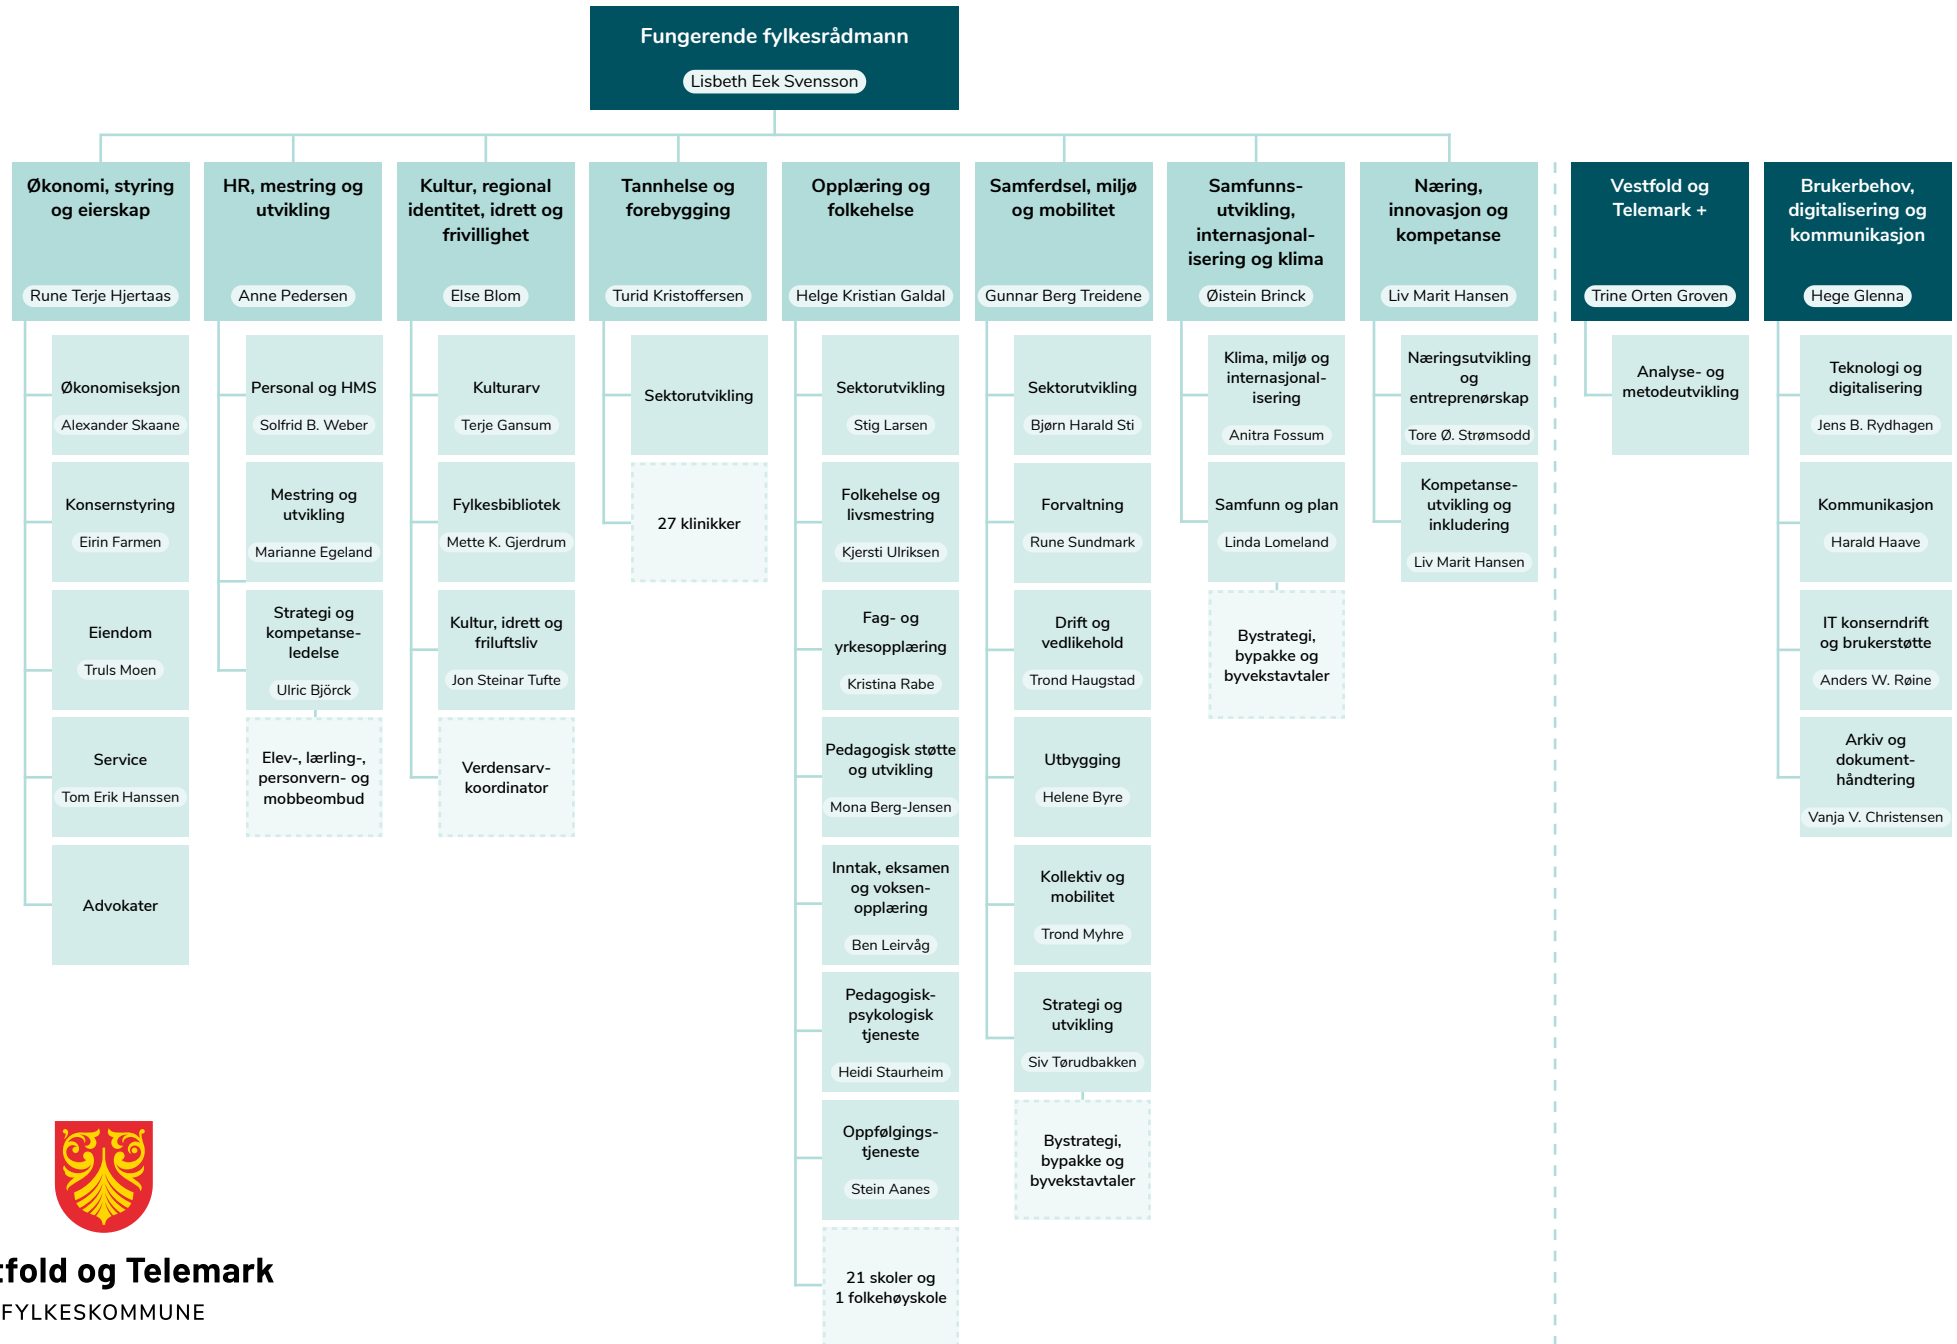 Fungerende fylkesrådmann
Lisbeth Eek Svensson
Økonomi, styring
og eierskap
Rune Terje Hjertaas
Økonomiseksjon
Alexander Skaane
Konsernstyring
Eirin Farmen
Eiendom
Truls Moen
Service
Tom Erik Hanssen
Advokater
HR, mestring og
utvikling
Anne Pedersen
Personal og HMS
Solfrid B. Weber
Mestring og
utvikling
Marianne Egeland
Strategi og
kompetanse-
ledelse
Ulric Björck
Elev-, lærling-,
personvern- og
mobbeombud
Kultur, regional
identitet, idrett og
frivillighet
Else Blom
Kulturarv
Terje Gansum
Fylkesbibliotek
Mette K. Gjerdrum
Kultur, idrett og
friluftsliv
Jon Steinar Tufte
Verdensarv-
koordinator
Tannhelse og
forebygging
Turid Kristoffersen
Sektorutvikling
27 klinikker
Opplæring og
folkehelse
Helge Kristian Galdal
Sektorutvikling
Stig Larsen
Folkehelse og
livsmestring
Kjersti Ulriksen
Fag- og
yrkesopplæring
Kristina Rabe
Pedagogisk støtte
og utvikling
Mona Berg-Jensen
Inntak, eksamen
og voksen-
opplæring
Ben Leirvåg
Pedagogisk-
psykologisk
tjeneste
Heidi Staurheim
Oppfølgings-
tjeneste
Stein Aanes
21 skoler og
1 folkehøyskole
Samferdsel, miljø
og mobilitet
Gunnar Berg Treidene
Sektorutvikling
Bjørn Harald Sti
Forvaltning
Rune Sundmark
Drift og
vedlikehold
Trond Haugstad
Utbygging
Helene Byre
Kollektiv og
mobilitet
Trond Myhre
Strategi og
utvikling
Siv Tørudbakken
Bystrategi,
bypakke og
byvekstavtaler
Samfunns-
utvikling,
internasjonal-
isering og klima
Øistein Brinck
Klima, miljø og
internasjonal-
isering
Anitra Fossum
Samfunn og plan
Linda Lomeland
Bystrategi,
bypakke og
byvekstavtaler
Næring,
innovasjon og
kompetanse
Liv Marit Hansen
Næringsutvikling
og
entreprenørskap
Tore Ø. Strømsodd
Kompetanse-
utvikling og
inkludering
Liv Marit Hansen
Vestfold og
Telemark +
Trine Orten Groven
Analyse- og
metodeutvikling
Brukerbehov,
digitalisering og
kommunikasjon
Hege Glenna
Teknologi og
digitalisering
Jens B. Rydhagen
Kommunikasjon
Harald Haave
IT konserndrift
og brukerstøtte
Anders W. Røine
Arkiv og
dokument-
håndtering
Vanja V. Christensen
tfold og Telemark
FYLKESKOMMUNE